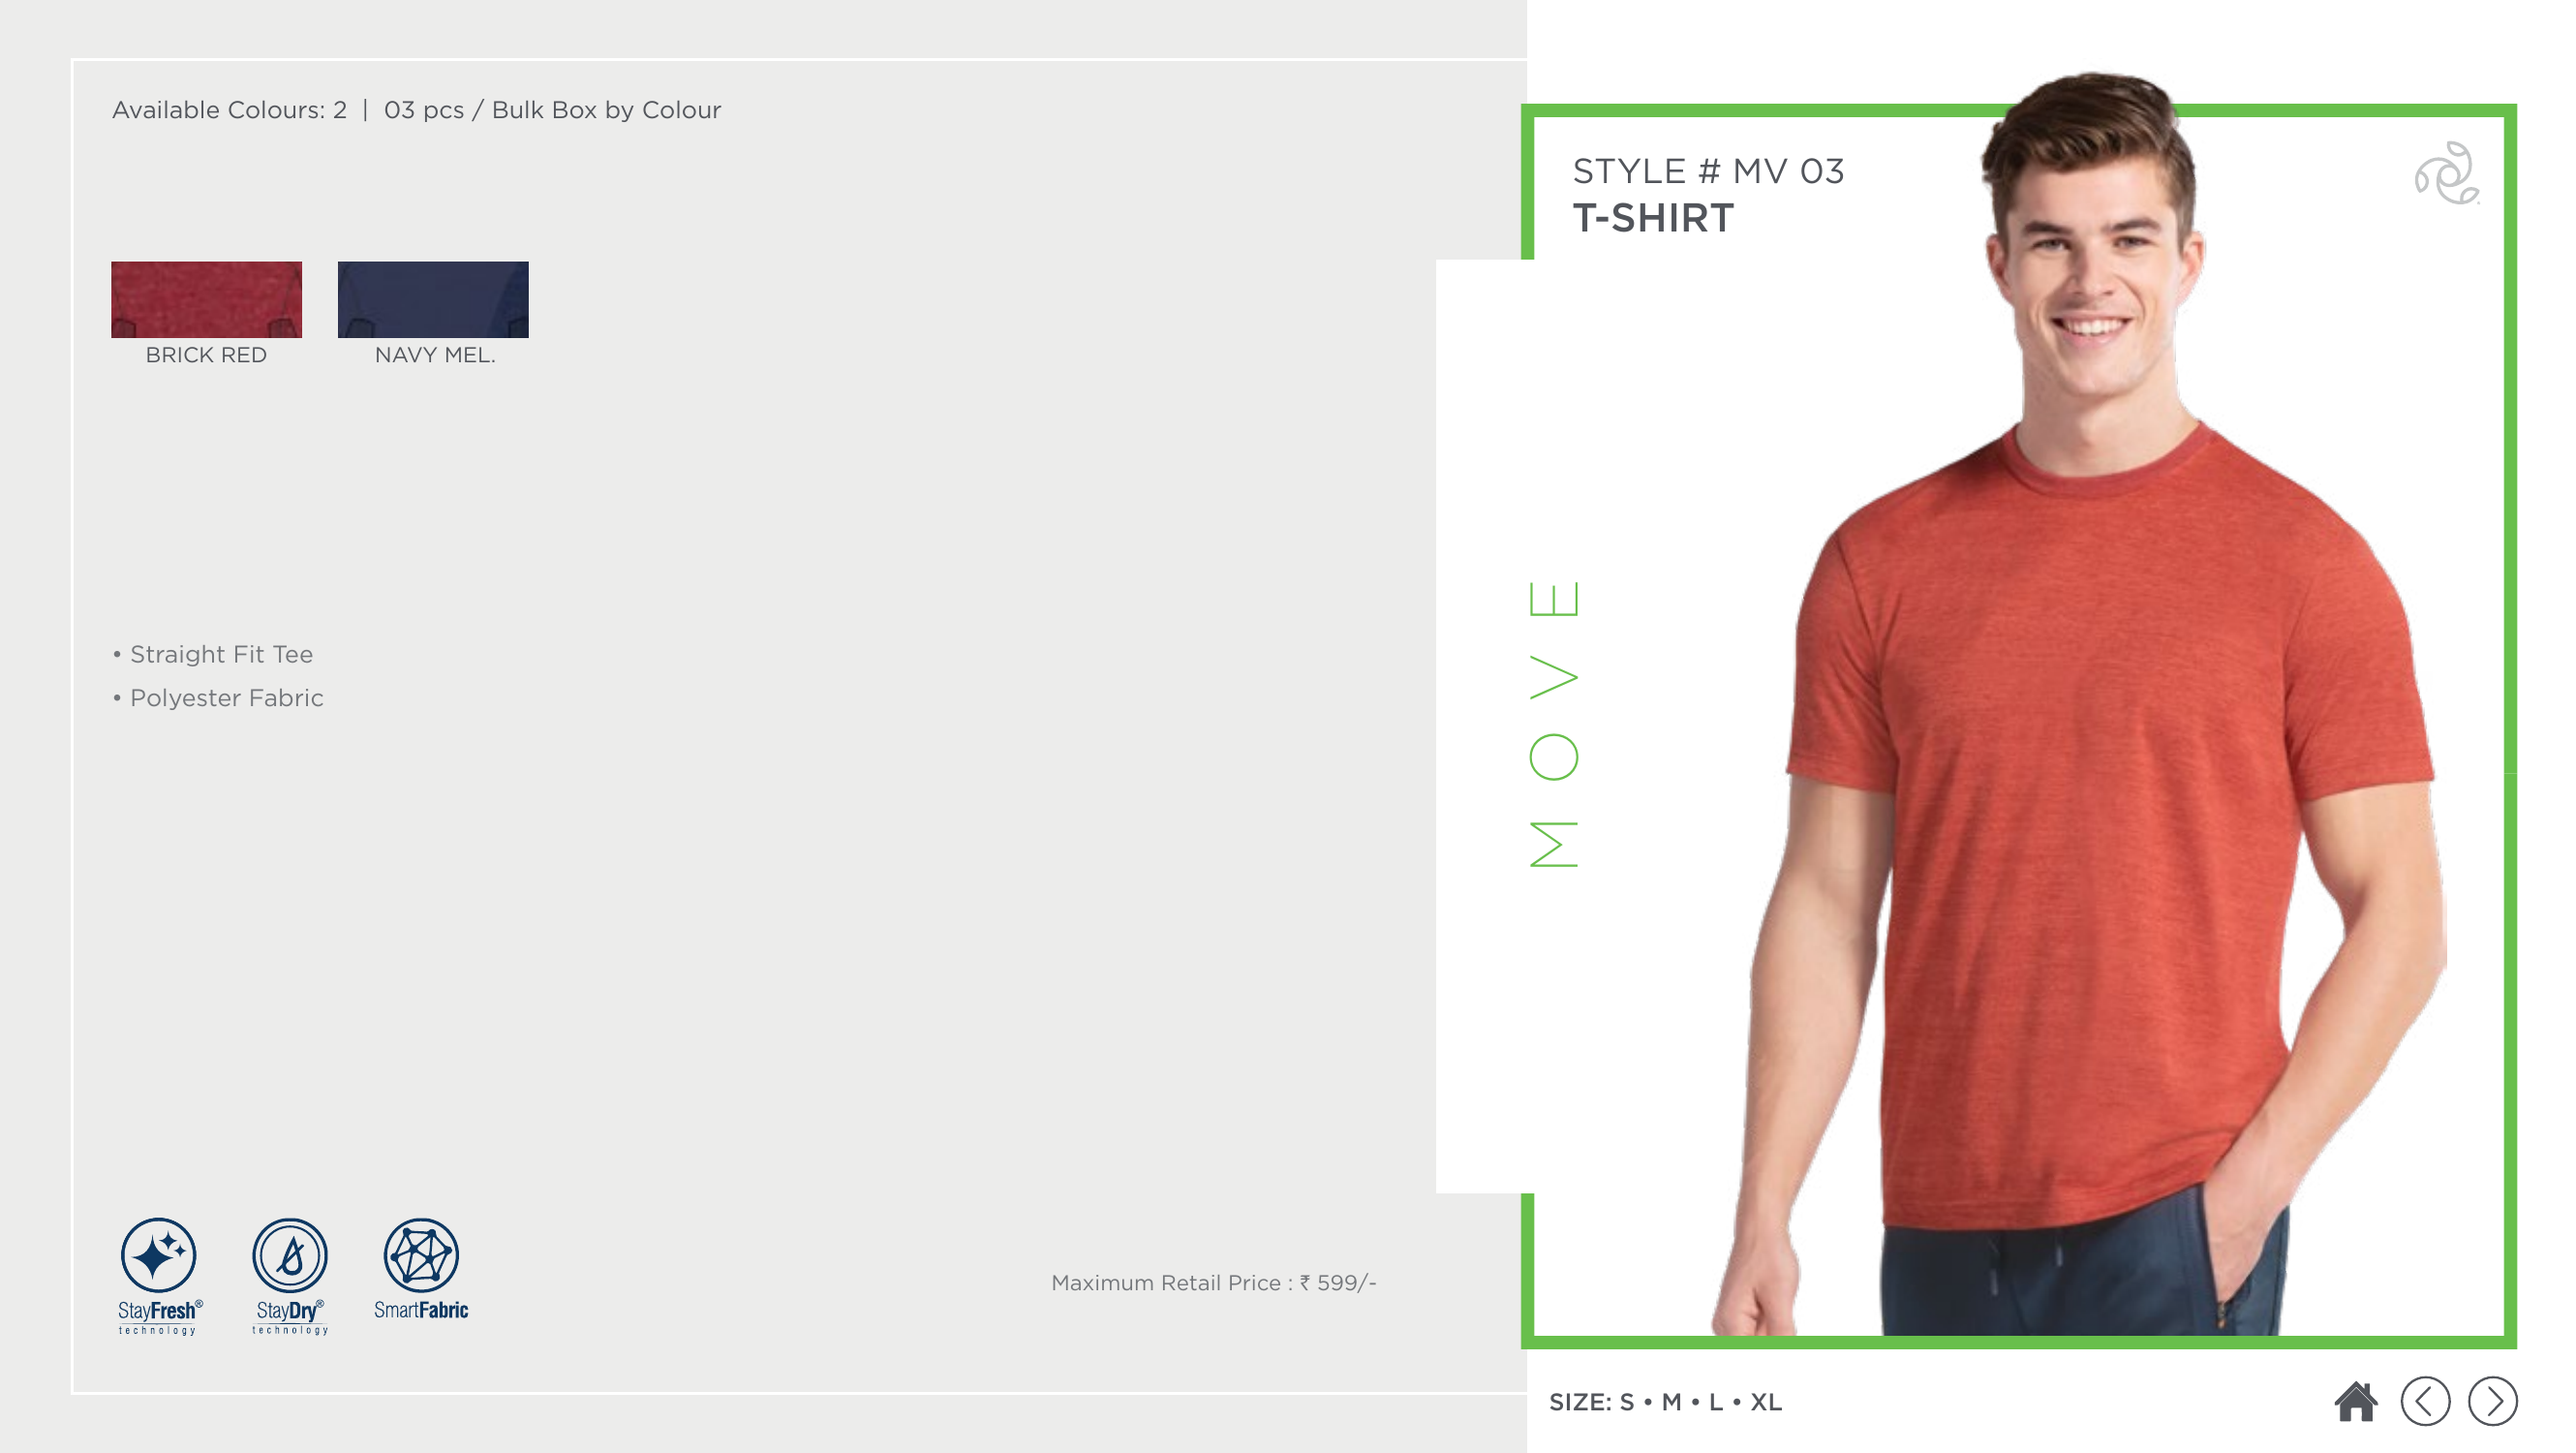 Available Colours: 2 | 03 pcs / Bulk Box by Colour
BRICK RED
NAVY MEL.
• Straight Fit Tee
• Polyester Fabric
StayFresh®
technology
StayDry®
technology
SmartFabric
Maximum Retail Price : ₹ 599/-
STYLE # MV 03
T-SHIRT
MOVE
SIZE: S • M • L • XL